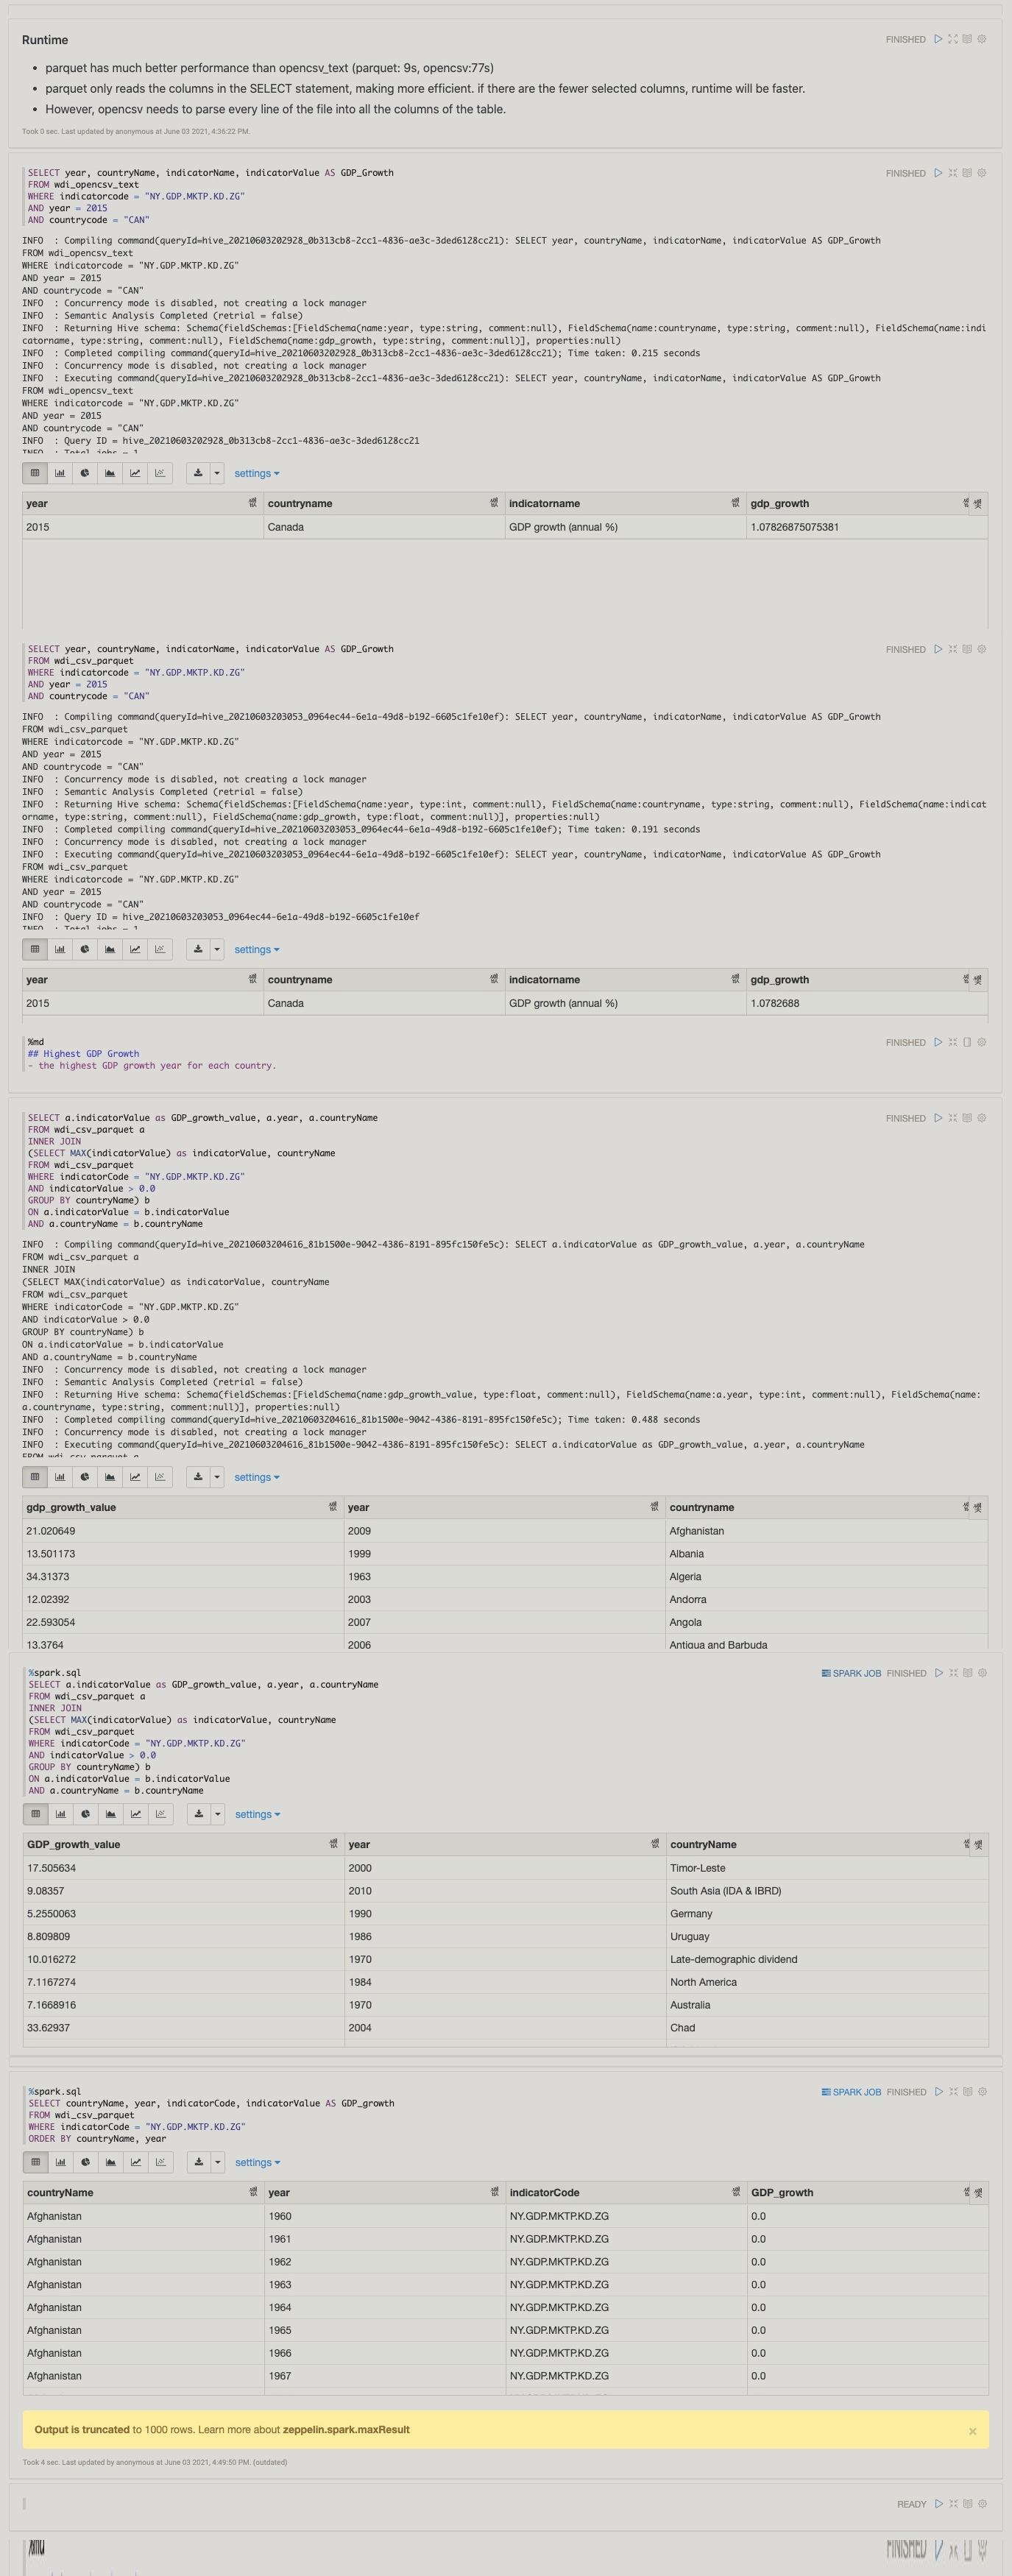 Runtime
FINISHED
parquet has much better performance than opencsv_text (parquet: 9s, opencsv:77s)
parquet only reads the columns in the SELECT statement, making more efficient. if there are the fewer selected columns, runtime will be faster.
However, opencsv needs to parse every line of the file into all the columns of the table.
Took 0 sec. Last updated by anonymous at June 03 2021, 4:36:22 PM.
SELECT year, countryName, indicatorName, indicatorValue AS GDP_Growth
FINISHED
FROM wdi_opencsv_text
WHERE indicatorcode = "NY.GDP.MKTP.KD.ZG"
AND year = 2015
AND countrycode = "CAN"
INFO : Compiling command(queryId=hive_20210603202928_0b313cb8-2cc1-4836-ae3c-3ded6128cc21): SELECT year, countryName, indicatorName, indicatorValue AS GDP_Growth
FROM wdi_opencsv_text
WHERE indicatorcode = "NY.GDP.MKTP.KD.ZG"
AND year = 2015
AND countrycode = "CAN"
INFO : Concurrency mode is disabled, not creating a lock manager
INFO : Semantic Analysis Completed (retrial = false)
INFO : Returning Hive schema: Schema(fieldSchemas:[FieldSchema(name:year, type:string, comment:null), FieldSchema(name:countryname, type:string, comment:null), FieldSchema(name:indi
catorname, type:string, comment:null), FieldSchema(name:gdp_growth, type:string, comment:null)], properties:null)
INFO : Completed compiling command(queryId=hive_20210603202928_0b313cb8-2cc1-4836-ae3c-3ded6128cc21); Time taken: 0.215 seconds
INFO : Concurrency mode is disabled, not creating a lock manager
INFO : Executing command(queryId=hive_20210603202928_0b313cb8-2cc1-4836-ae3c-3ded6128cc21): SELECT year, countryName, indicatorName, indicatorValue AS GDP_Growth
FROM wdi_opencsv_text
WHERE indicatorcode = "NY.GDP.MKTP.KD.ZG"
AND year = 2015
AND countrycode = "CAN"
INFO : Query ID = hive_20210603202928_0b313cb8-2cc1-4836-ae3c-3ded6128cc21
INFO : Total jobs = 1
settings
year countryname indicatorname gdp_growth
2015 Canada GDP growth (annual %) 1.07826875075381
SELECT year, countryName, indicatorName, indicatorValue AS GDP_Growth
FINISHED
FROM wdi_csv_parquet
WHERE indicatorcode = "NY.GDP.MKTP.KD.ZG"
AND year = 2015
AND countrycode = "CAN"
INFO : Compiling command(queryId=hive_20210603203053_0964ec44-6e1a-49d8-b192-6605c1fe10ef): SELECT year, countryName, indicatorName, indicatorValue AS GDP_Growth
FROM wdi_csv_parquet
WHERE indicatorcode = "NY.GDP.MKTP.KD.ZG"
AND year = 2015
AND countrycode = "CAN"
INFO : Concurrency mode is disabled, not creating a lock manager
INFO : Semantic Analysis Completed (retrial = false)
INFO : Returning Hive schema: Schema(fieldSchemas:[FieldSchema(name:year, type:int, comment:null), FieldSchema(name:countryname, type:string, comment:null), FieldSchema(name:indicat
orname, type:string, comment:null), FieldSchema(name:gdp_growth, type:float, comment:null)], properties:null)
INFO : Completed compiling command(queryId=hive_20210603203053_0964ec44-6e1a-49d8-b192-6605c1fe10ef); Time taken: 0.191 seconds
INFO : Concurrency mode is disabled, not creating a lock manager
INFO : Executing command(queryId=hive_20210603203053_0964ec44-6e1a-49d8-b192-6605c1fe10ef): SELECT year, countryName, indicatorName, indicatorValue AS GDP_Growth
FROM wdi_csv_parquet
WHERE indicatorcode = "NY.GDP.MKTP.KD.ZG"
AND year = 2015
AND countrycode = "CAN"
INFO : Query ID = hive_20210603203053_0964ec44-6e1a-49d8-b192-6605c1fe10ef
INFO : Total jobs = 1
settings
year countryname indicatorname gdp_growth
2015 Canada GDP growth (annual %) 1.0782688
%md
FINISHED
## Highest GDP Growth
- the highest GDP growth year for each country.
SELECT a.indicatorValue as GDP_growth_value, a.year, a.countryName
FINISHED
FROM wdi_csv_parquet a
INNER JOIN
(SELECT MAX(indicatorValue) as indicatorValue, countryName
FROM wdi_csv_parquet
WHERE indicatorCode = "NY.GDP.MKTP.KD.ZG"
AND indicatorValue > 0.0
GROUP BY countryName) b
ON a.indicatorValue = b.indicatorValue
AND a.countryName = b.countryName
INFO : Compiling command(queryId=hive_20210603204616_81b1500e-9042-4386-8191-895fc150fe5c): SELECT a.indicatorValue as GDP_growth_value, a.year, a.countryName
FROM wdi_csv_parquet a
INNER JOIN
(SELECT MAX(indicatorValue) as indicatorValue, countryName
FROM wdi_csv_parquet
WHERE indicatorCode = "NY.GDP.MKTP.KD.ZG"
AND indicatorValue > 0.0
GROUP BY countryName) b
ON a.indicatorValue = b.indicatorValue
AND a.countryName = b.countryName
INFO : Concurrency mode is disabled, not creating a lock manager
INFO : Semantic Analysis Completed (retrial = false)
INFO : Returning Hive schema: Schema(fieldSchemas:[FieldSchema(name:gdp_growth_value, type:float, comment:null), FieldSchema(name:a.year, type:int, comment:null), FieldSchema(name:
a.countryname, type:string, comment:null)], properties:null)
INFO : Completed compiling command(queryId=hive_20210603204616_81b1500e-9042-4386-8191-895fc150fe5c); Time taken: 0.488 seconds
INFO : Concurrency mode is disabled, not creating a lock manager
INFO : Executing command(queryId=hive_20210603204616_81b1500e-9042-4386-8191-895fc150fe5c): SELECT a.indicatorValue as GDP_growth_value, a.year, a.countryName
FROM wdi_csv_parquet a
settings
gdp_growth_value year countryname
21.020649 2009 Afghanistan
13.501173 1999 Albania
34.31373 1963 Algeria
12.02392 2003 Andorra
22.593054 2007 Angola
13.3764 2006 Antigua and Barbuda
%spark.sql
SPARK JOB FINISHED
SELECT a.indicatorValue as GDP_growth_value, a.year, a.countryName
FROM wdi_csv_parquet a
INNER JOIN
(SELECT MAX(indicatorValue) as indicatorValue, countryName
FROM wdi_csv_parquet
WHERE indicatorCode = "NY.GDP.MKTP.KD.ZG"
AND indicatorValue > 0.0
GROUP BY countryName) b
ON a.indicatorValue = b.indicatorValue
AND a.countryName = b.countryName
settings
GDP_growth_value year countryName
17.505634 2000 Timor-Leste
9.08357 2010 South Asia (IDA & IBRD)
5.2550063 1990 Germany
8.809809 1986 Uruguay
10.016272 1970 Late-demographic dividend
7.1167274 1984 North America
7.1668916 1970 Australia
33.62937 2004 Chad
%spark.sql
SPARK JOB FINISHED
SELECT countryName, year, indicatorCode, indicatorValue AS GDP_growth
FROM wdi_csv_parquet
WHERE indicatorCode = "NY.GDP.MKTP.KD.ZG"
ORDER BY countryName, year
settings
countryName year indicatorCode GDP_growth
Afghanistan 1960 NY.GDP.MKTP.KD.ZG 0.0
Afghanistan 1961 NY.GDP.MKTP.KD.ZG 0.0
Afghanistan 1962 NY.GDP.MKTP.KD.ZG 0.0
Afghanistan 1963 NY.GDP.MKTP.KD.ZG 0.0
Afghanistan 1964 NY.GDP.MKTP.KD.ZG 0.0
Afghanistan 1965 NY.GDP.MKTP.KD.ZG 0.0
Afghanistan 1966 NY.GDP.MKTP.KD.ZG 0.0
Afghanistan 1967 NY.GDP.MKTP.KD.ZG 0.0
Output is truncated to 1000 rows. Learn more about zeppelin.spark.maxResult
Took 4 sec. Last updated by anonymous at June 03 2021, 4:49:50 PM. (outdated)
READY
%md
FINISHED